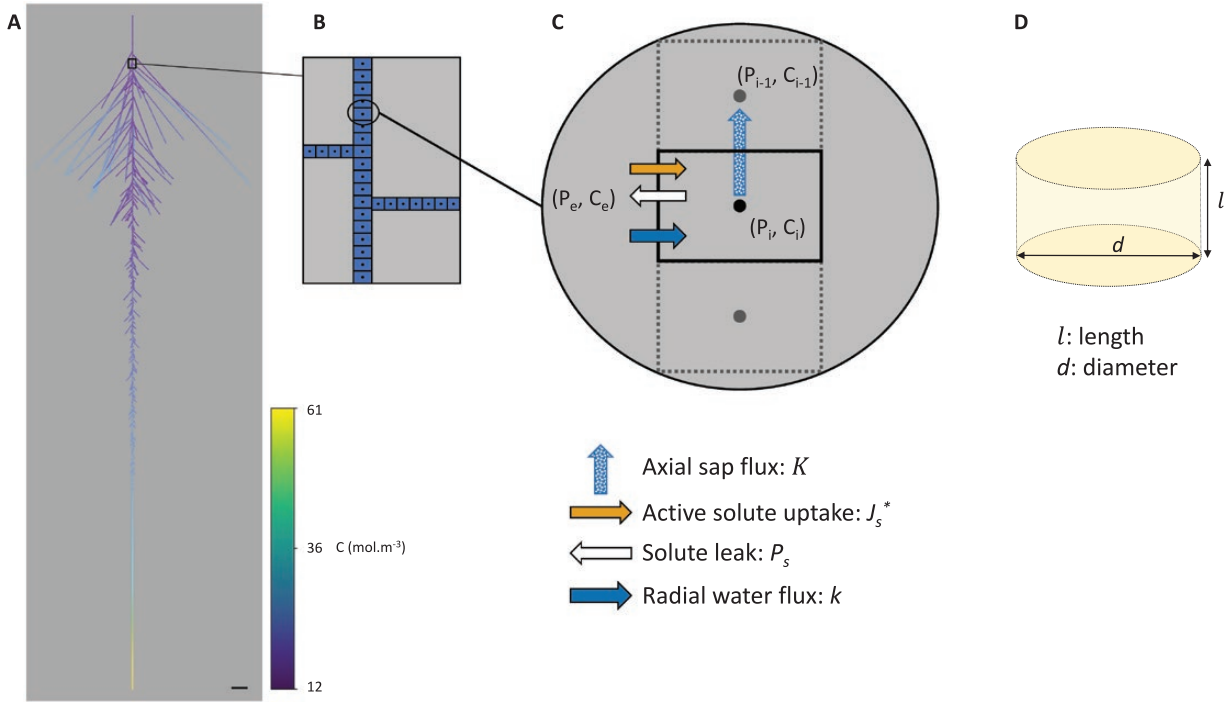 A
B
C
D
(Pᵢ₋₁, Cᵢ₋₁)
(Pₑ, Cₑ)
(Pᵢ, Cᵢ)
l
d
l: length
d: diameter
61
36 C (mol.m⁻³)
12
Axial sap flux: K
Active solute uptake: Jₛ*
Solute leak: Pₛ
Radial water flux: k